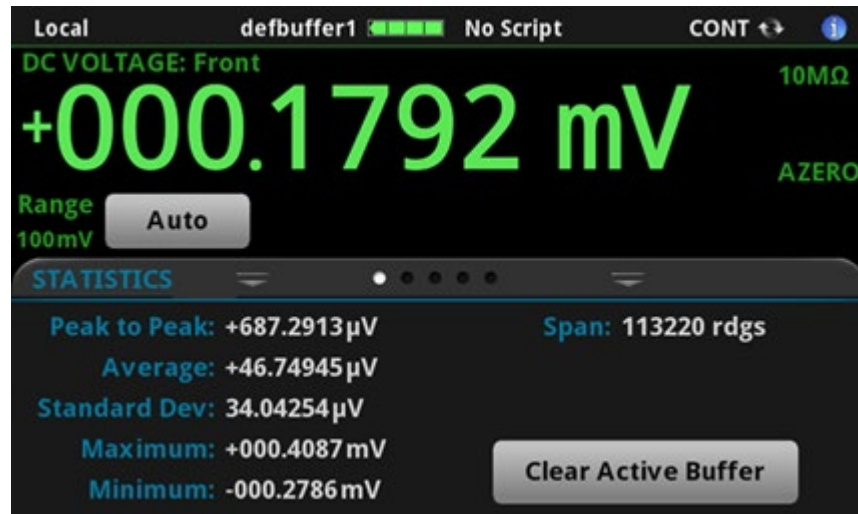 Local defbuffer1 No Script CONT
DC VOLTAGE: Front 10MΩ
+000.1792 mV
AZERO
Range
100mV Auto
STATISTICS
Peak to Peak: +687.2913µV Span: 113220 rdgs
Average: +46.74945µV
Standard Dev: 34.04254µV
Maximum: +000.4087mV
Minimum: -000.2786mV Clear Active Buffer